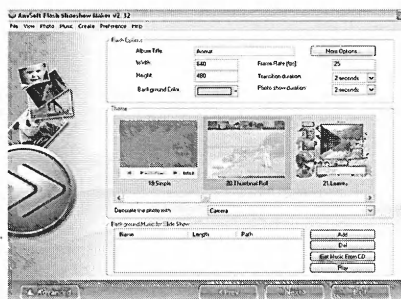 AnvSoft Flash Slideshow Maker v2.32
File View Photo Music Create Preference Help
Flash Options
Album Title
More Options...
Width 640 Frame Rate (fps) 25
Height 480 Transition duration 2 seconds
Background Color Photo show duration 2 seconds
Theme
19.Simple 20.Thumbnail Roll 21.Leaves
Decorate the photo with Camera
Background Music for Slide Show
Name Length Path
Add
Del
Get Music From CD
Play